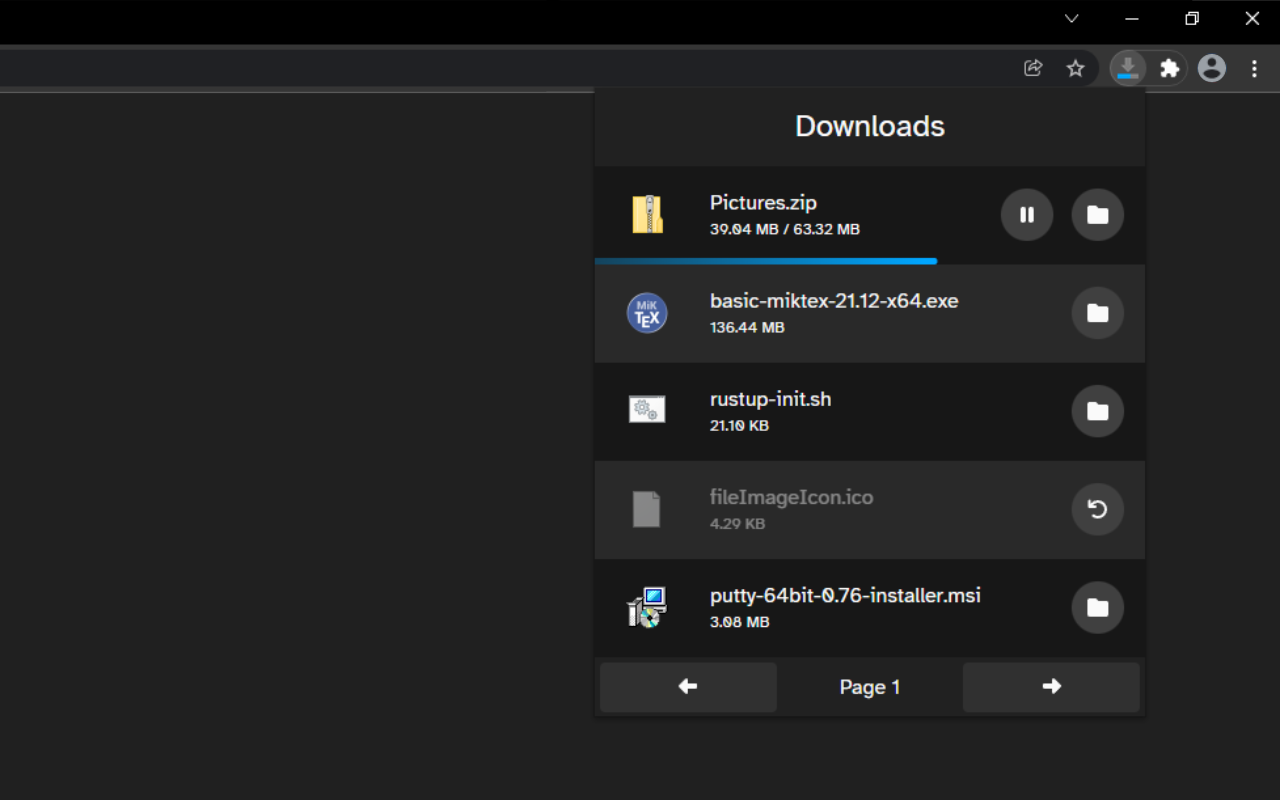 Downloads
Pictures.zip
39.04 MB / 63.32 MB
MiK
TEX
basic-miktex-21.12-x64.exe
136.44 MB
rustup-init.sh
21.10 KB
fileImageIcon.ico
4.29 KB
putty-64bit-0.76-installer.msi
3.08 MB
Page 1